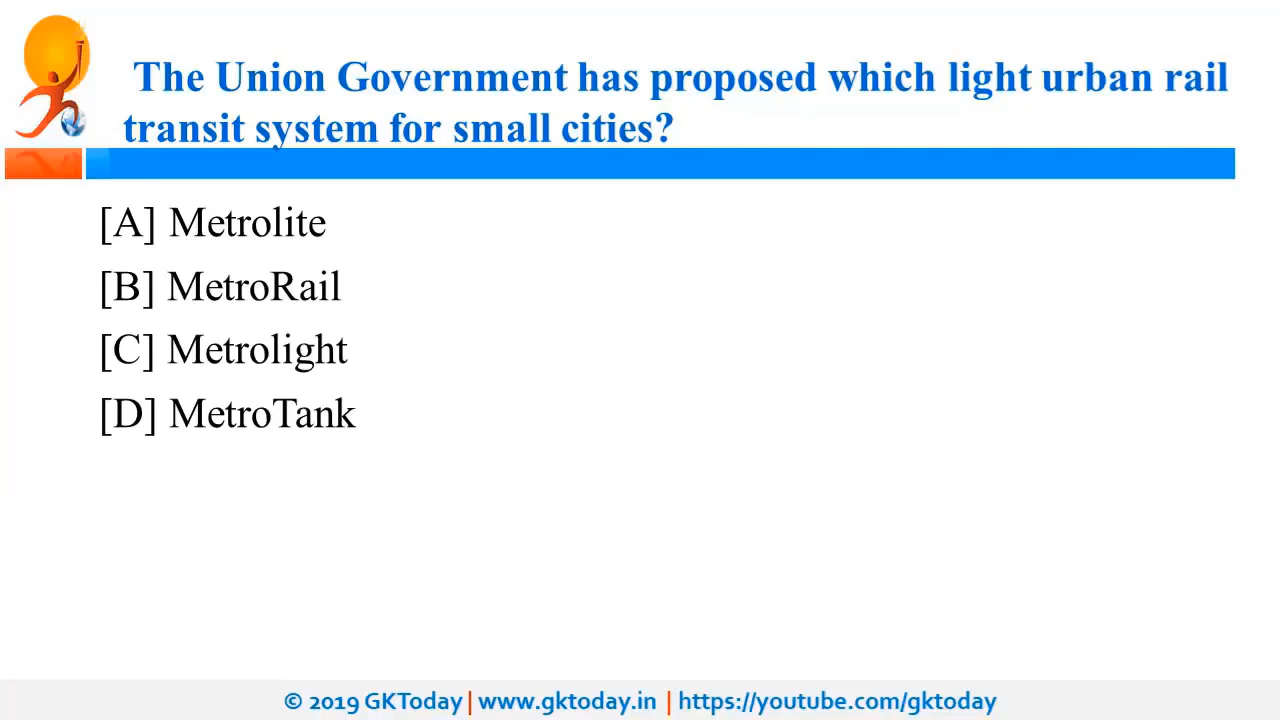 The Union Government has proposed which light urban rail
transit system for small cities?
[A] Metrolite
[B] MetroRail
[C] Metrolight
[D] MetroTank
© 2019 GKToday | www.gktoday.in | https://youtube.com/gktoday